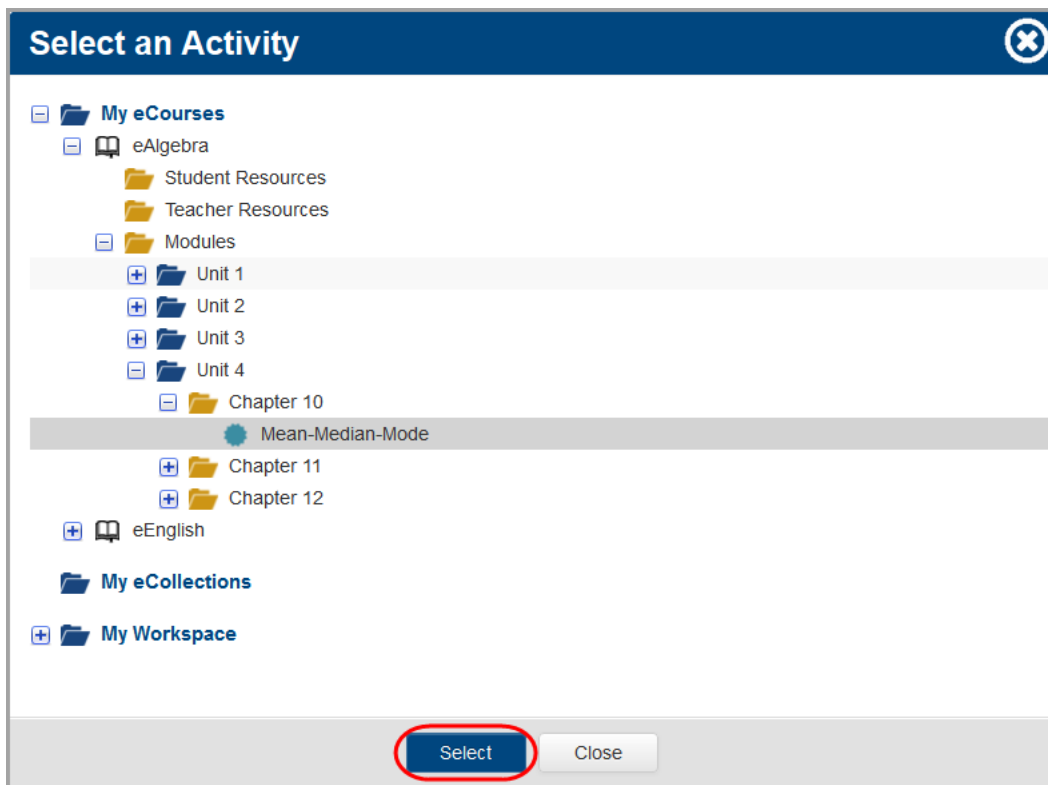 Select an Activity
My eCourses
eAlgebra
Student Resources
Teacher Resources
Modules
Unit 1
Unit 2
Unit 3
Unit 4
Chapter 10
Mean-Median-Mode
Chapter 11
Chapter 12
eEnglish
My eCollections
My Workspace
Select Close